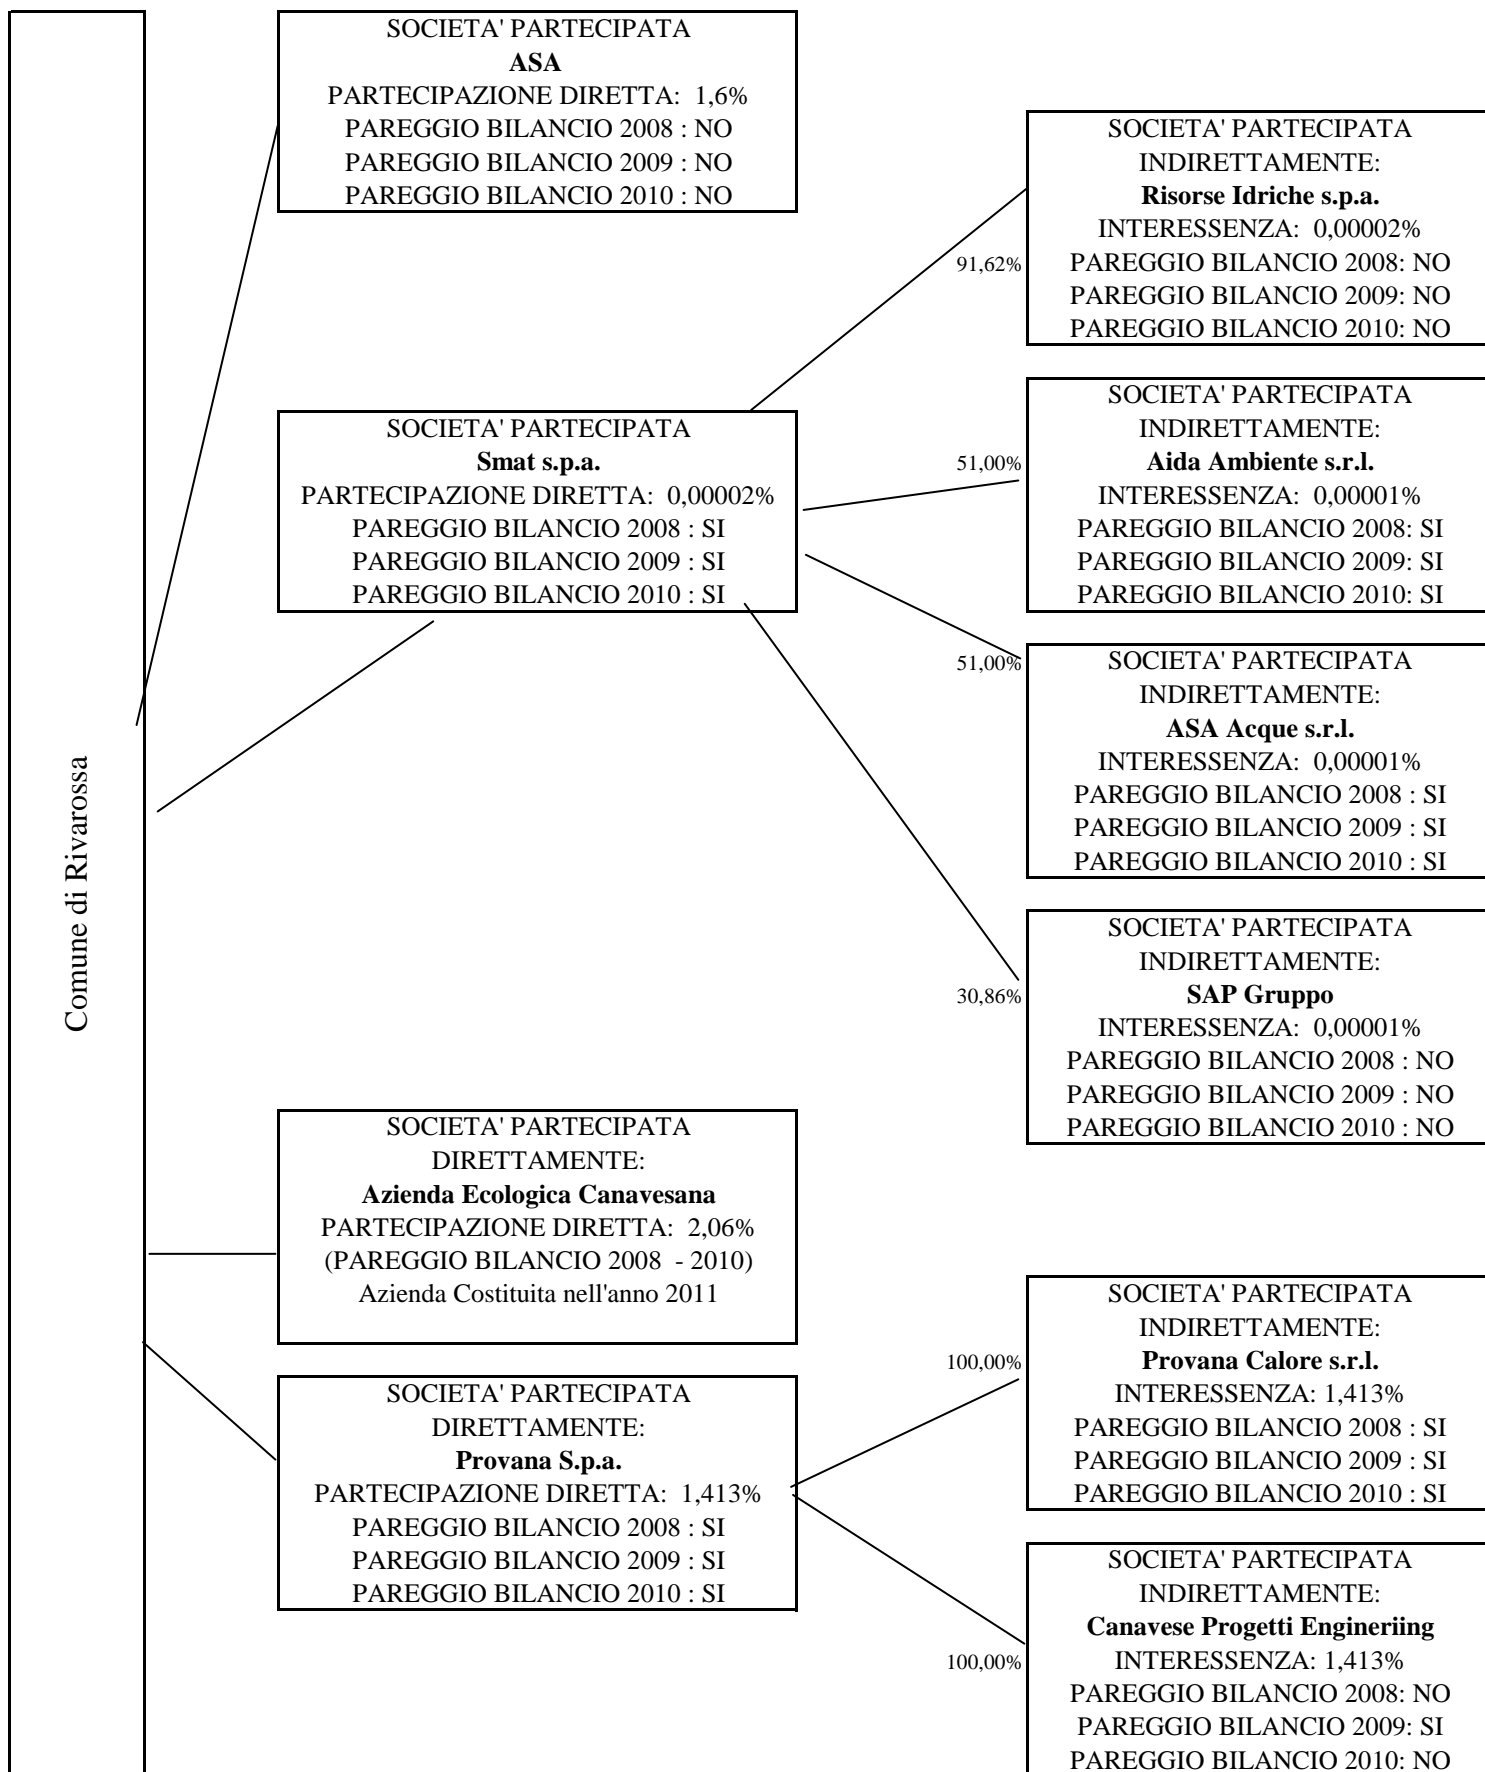 Comune di Rivarossa
SOCIETA' PARTECIPATA
ASA
PARTECIPAZIONE DIRETTA: 1,6%
PAREGGIO BILANCIO 2008 : NO
PAREGGIO BILANCIO 2009 : NO
PAREGGIO BILANCIO 2010 : NO
SOCIETA' PARTECIPATA
Smat s.p.a.
PARTECIPAZIONE DIRETTA: 0,00002%
PAREGGIO BILANCIO 2008 : SI
PAREGGIO BILANCIO 2009 : SI
PAREGGIO BILANCIO 2010 : SI
91,62%
SOCIETA' PARTECIPATA
INDIRETTAMENTE:
Risorse Idriche s.p.a.
INTERESSENZA: 0,00002%
PAREGGIO BILANCIO 2008: NO
PAREGGIO BILANCIO 2009: NO
PAREGGIO BILANCIO 2010: NO
51,00%
SOCIETA' PARTECIPATA
INDIRETTAMENTE:
Aida Ambiente s.r.l.
INTERESSENZA: 0,00001%
PAREGGIO BILANCIO 2008: SI
PAREGGIO BILANCIO 2009: SI
PAREGGIO BILANCIO 2010: SI
51,00%
SOCIETA' PARTECIPATA
INDIRETTAMENTE:
ASA Acque s.r.l.
INTERESSENZA: 0,00001%
PAREGGIO BILANCIO 2008 : SI
PAREGGIO BILANCIO 2009 : SI
PAREGGIO BILANCIO 2010 : SI
30,86%
SOCIETA' PARTECIPATA
INDIRETTAMENTE:
SAP Gruppo
INTERESSENZA: 0,00001%
PAREGGIO BILANCIO 2008 : NO
PAREGGIO BILANCIO 2009 : NO
PAREGGIO BILANCIO 2010 : NO
SOCIETA' PARTECIPATA
DIRETTAMENTE:
Azienda Ecologica Canavesana
PARTECIPAZIONE DIRETTA: 2,06%
(PAREGGIO BILANCIO 2008 - 2010)
Azienda Costituita nell'anno 2011
SOCIETA' PARTECIPATA
DIRETTAMENTE:
Provana S.p.a.
PARTECIPAZIONE DIRETTA: 1,413%
PAREGGIO BILANCIO 2008 : SI
PAREGGIO BILANCIO 2009 : SI
PAREGGIO BILANCIO 2010 : SI
100,00%
SOCIETA' PARTECIPATA
INDIRETTAMENTE:
Provana Calore s.r.l.
INTERESSENZA: 1,413%
PAREGGIO BILANCIO 2008 : SI
PAREGGIO BILANCIO 2009 : SI
PAREGGIO BILANCIO 2010 : SI
100,00%
SOCIETA' PARTECIPATA
INDIRETTAMENTE:
Canavese Progetti Engineriing
INTERESSENZA: 1,413%
PAREGGIO BILANCIO 2008: NO
PAREGGIO BILANCIO 2009: SI
PAREGGIO BILANCIO 2010: NO